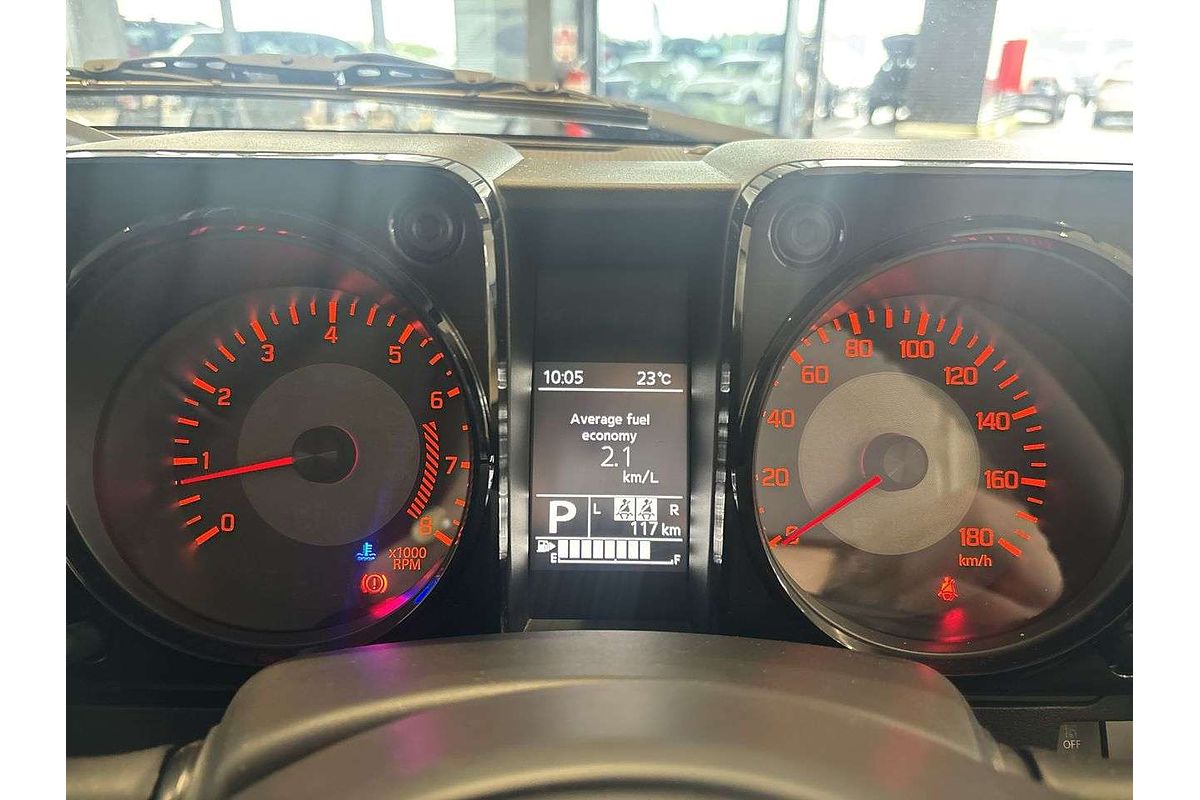 0
1
2
3
4
5
6
7
8
x1000
RPM
10:05 23°C
Average fuel
economy
2.1
km/L
P L R
117 km
E F
0
20
40
60
80
100
120
140
160
180
km/h
OFF